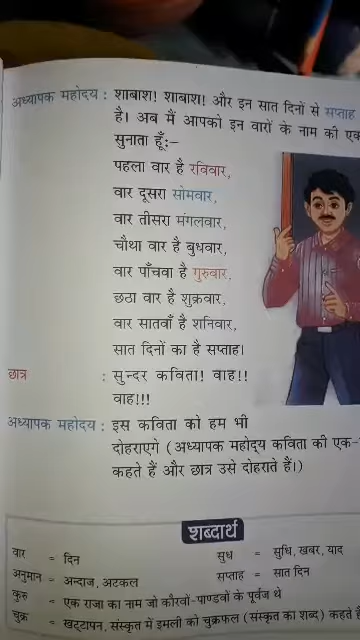 अध्यापक महोदय : शाबाश! शाबाश! और इन सात दिनों से सप्ताह
है। अब मैं आपको इन वारों के नाम की एक
सुनाता हूँ:–
पहला वार है रविवार,
वार दूसरा सोमवार,
वार तीसरा मंगलवार,
चौथा वार है बुधवार,
वार पाँचवा है गुरुवार,
छठा वार है शुक्रवार,
वार सातवाँ है शनिवार,
सात दिनों का है सप्ताह।
छात्र : सुन्दर कविता! वाह!!
वाह!!!
अध्यापक महोदय : इस कविता को हम भी
दोहराएगे (अध्यापक महोद्य कविता की एक-
कहते हैं और छात्र उसे दोहराते हैं।)
शब्दार्थ
वार = दिन सुध = सुधि, खबर, याद
अनुमान = अन्दाज, अटकल सप्ताह = सात दिन
कुरु = एक राजा का नाम जो कौरवों-पाण्डवों के पूर्वज थे
चुक्र = खट्टापन, संस्कृत में इमली को चुक्रफल (संस्कृत का शब्द) कहते